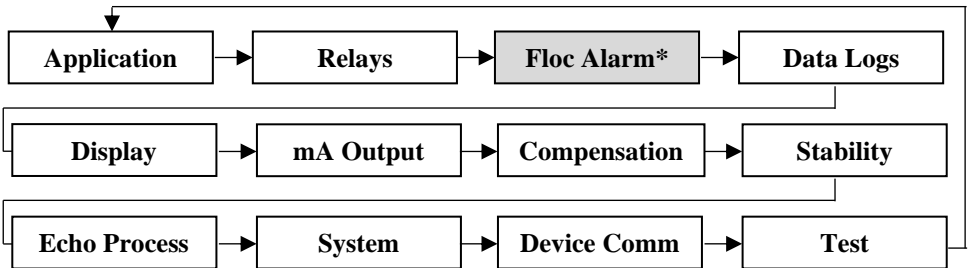 Application Relays Floc Alarm* Data Logs
Display mA Output Compensation Stability
Echo Process System Device Comm Test